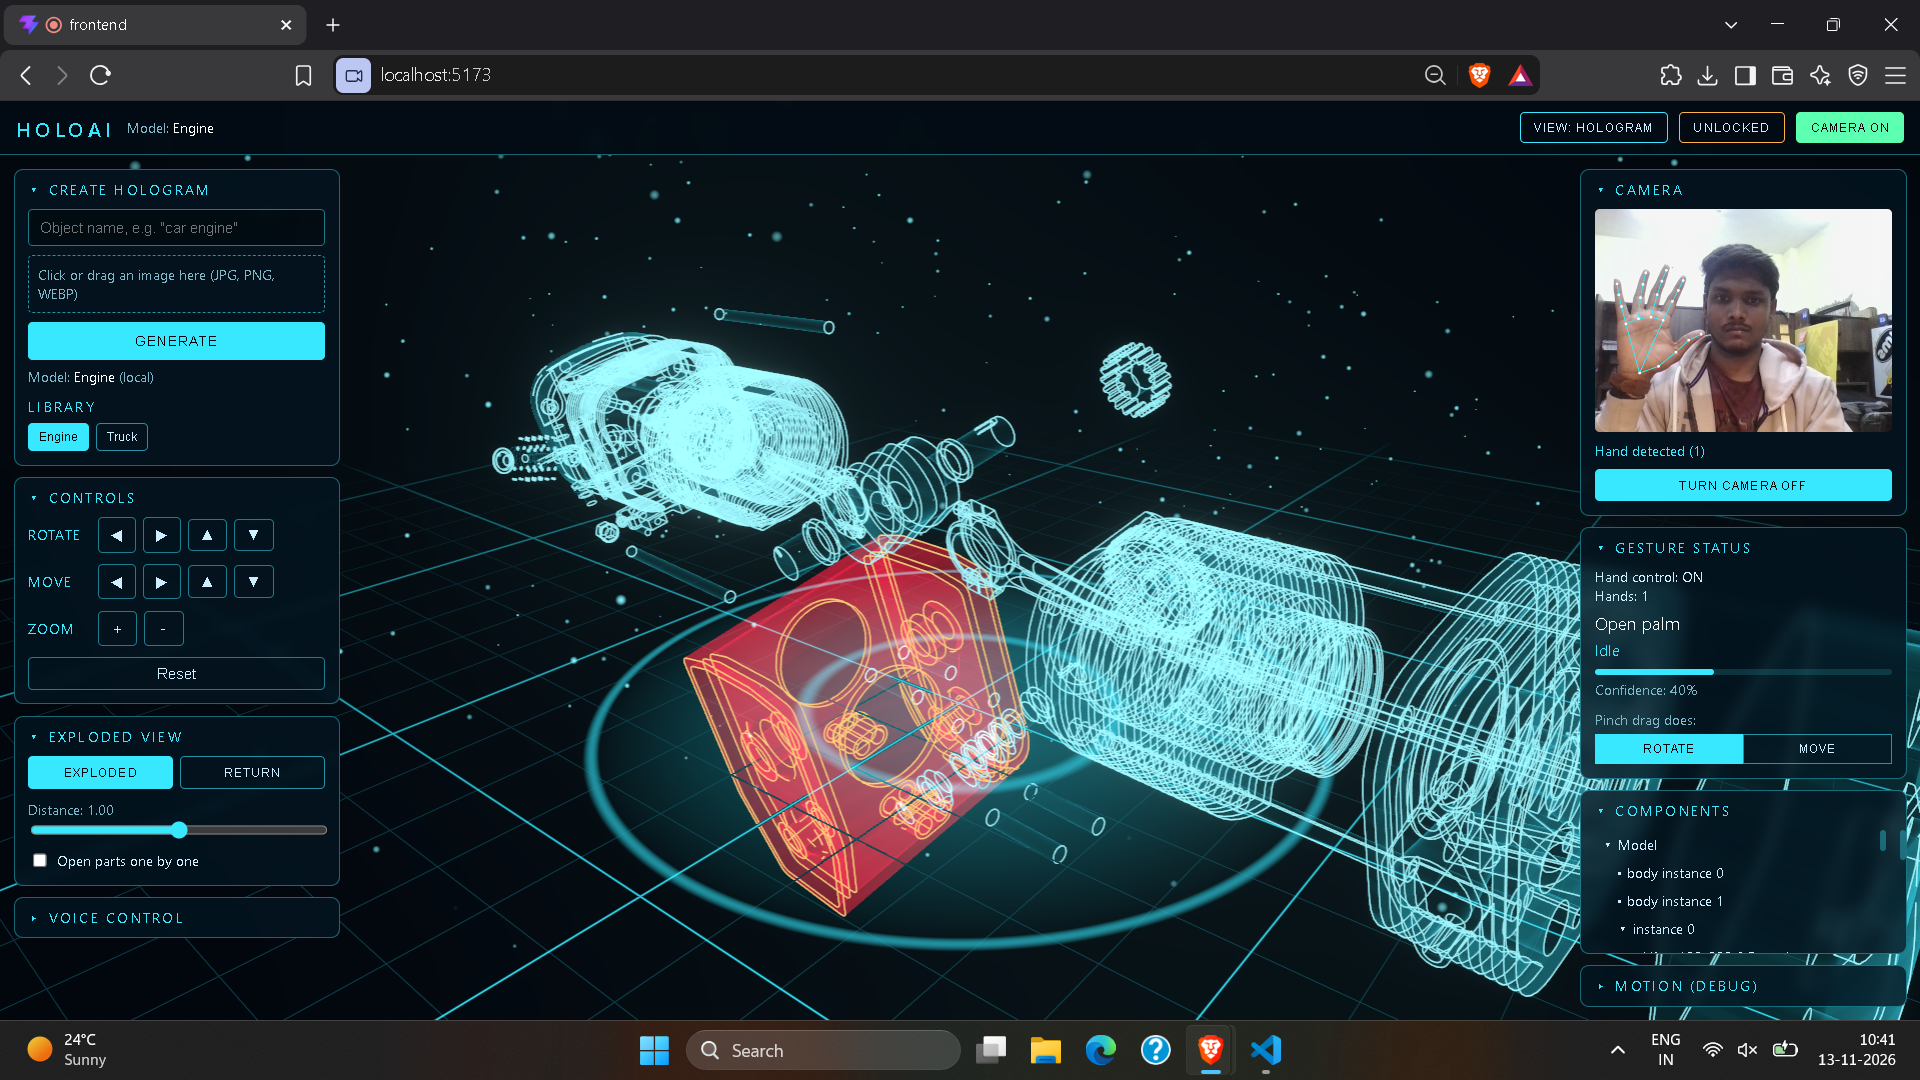 frontend
localhost:5173
HOLOAI Model: Engine
VIEW: HOLOGRAM UNLOCKED CAMERA ON
CREATE HOLOGRAM
Object name, e.g. "car engine"
Click or drag an image here (JPG, PNG,
WEBP)
GENERATE
Model: Engine (local)
LIBRARY
Engine Truck
CONTROLS
ROTATE
MOVE
ZOOM + -
Reset
EXPLODED VIEW
EXPLODED RETURN
Distance: 1.00
Open parts one by one
VOICE CONTROL
CAMERA
Hand detected (1)
TURN CAMERA OFF
GESTURE STATUS
Hand control: ON
Hands: 1
Open palm
Idle
Confidence: 40%
Pinch drag does:
ROTATE MOVE
COMPONENTS
Model
body instance 0
body instance 1
instance 0
MOTION (DEBUG)
24°C
Sunny
Search
ENG
IN
10:41
13-11-2026